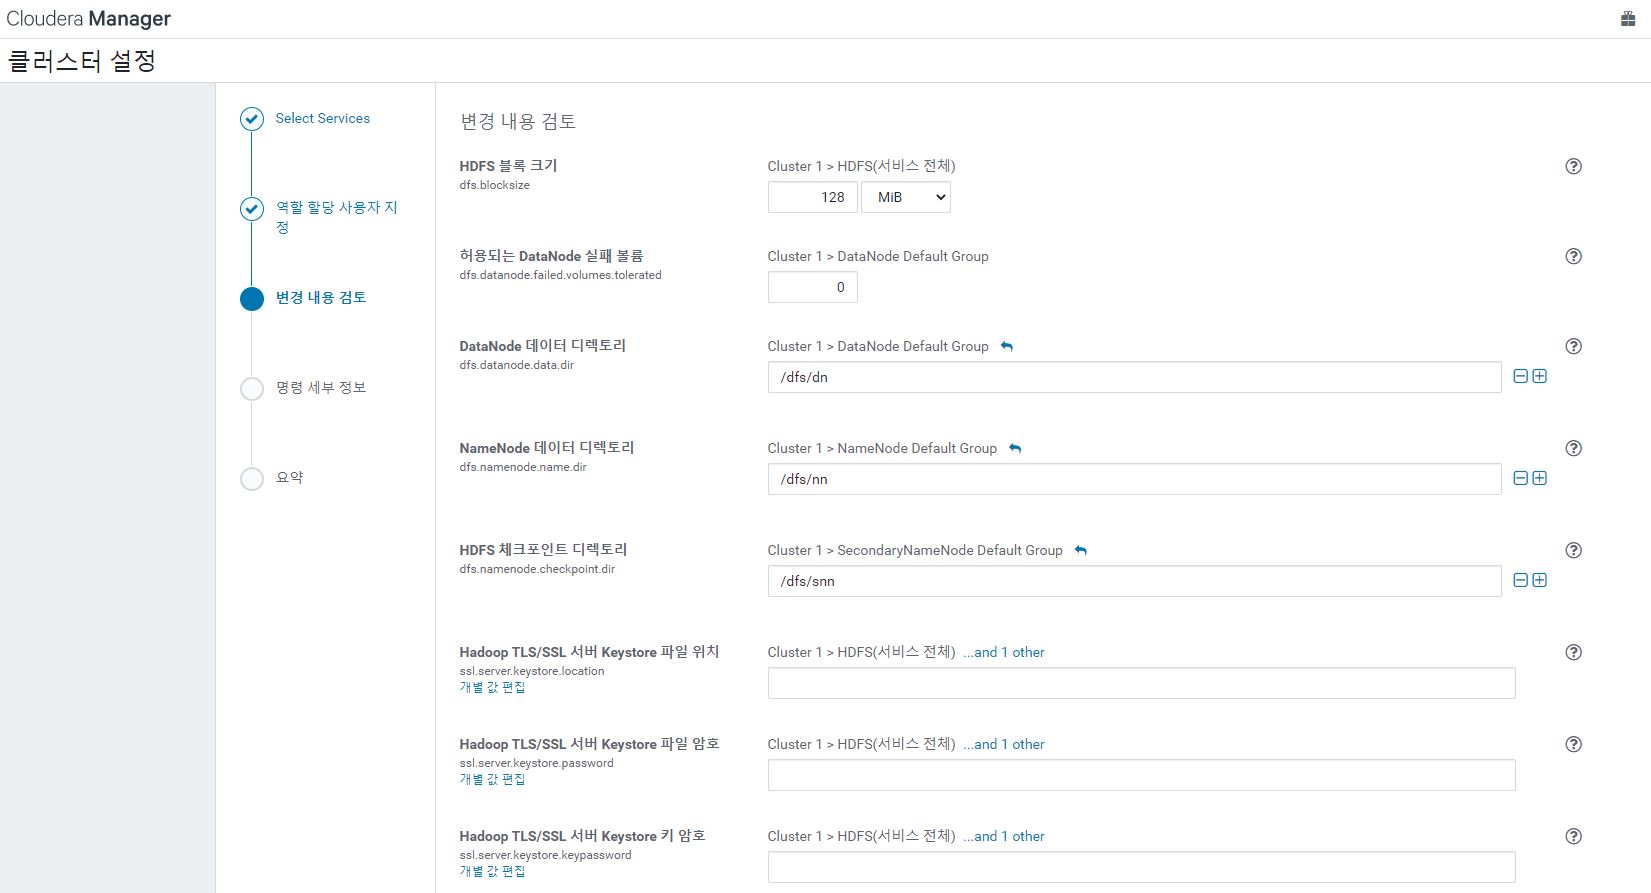 Cloudera Manager
클러스터 설정
Select Services
역할 할당 사용자 지
정
변경 내용 검토
명령 세부 정보
요약
변경 내용 검토
HDFS 블록 크기
dfs.blocksize
Cluster 1 > HDFS(서비스 전체)
128 MiB
허용되는 DataNode 실패 볼륨
dfs.datanode.failed.volumes.tolerated
Cluster 1 > DataNode Default Group
0
DataNode 데이터 디렉토리
dfs.datanode.data.dir
Cluster 1 > DataNode Default Group
/dfs/dn
NameNode 데이터 디렉토리
dfs.namenode.name.dir
Cluster 1 > NameNode Default Group
/dfs/nn
HDFS 체크포인트 디렉토리
dfs.namenode.checkpoint.dir
Cluster 1 > SecondaryNameNode Default Group
/dfs/snn
Hadoop TLS/SSL 서버 Keystore 파일 위치
ssl.server.keystore.location
개별 값 편집
Cluster 1 > HDFS(서비스 전체) ...and 1 other
Hadoop TLS/SSL 서버 Keystore 파일 암호
ssl.server.keystore.password
개별 값 편집
Cluster 1 > HDFS(서비스 전체) ...and 1 other
Hadoop TLS/SSL 서버 Keystore 키 암호
ssl.server.keystore.keypassword
개별 값 편집
Cluster 1 > HDFS(서비스 전체) ...and 1 other